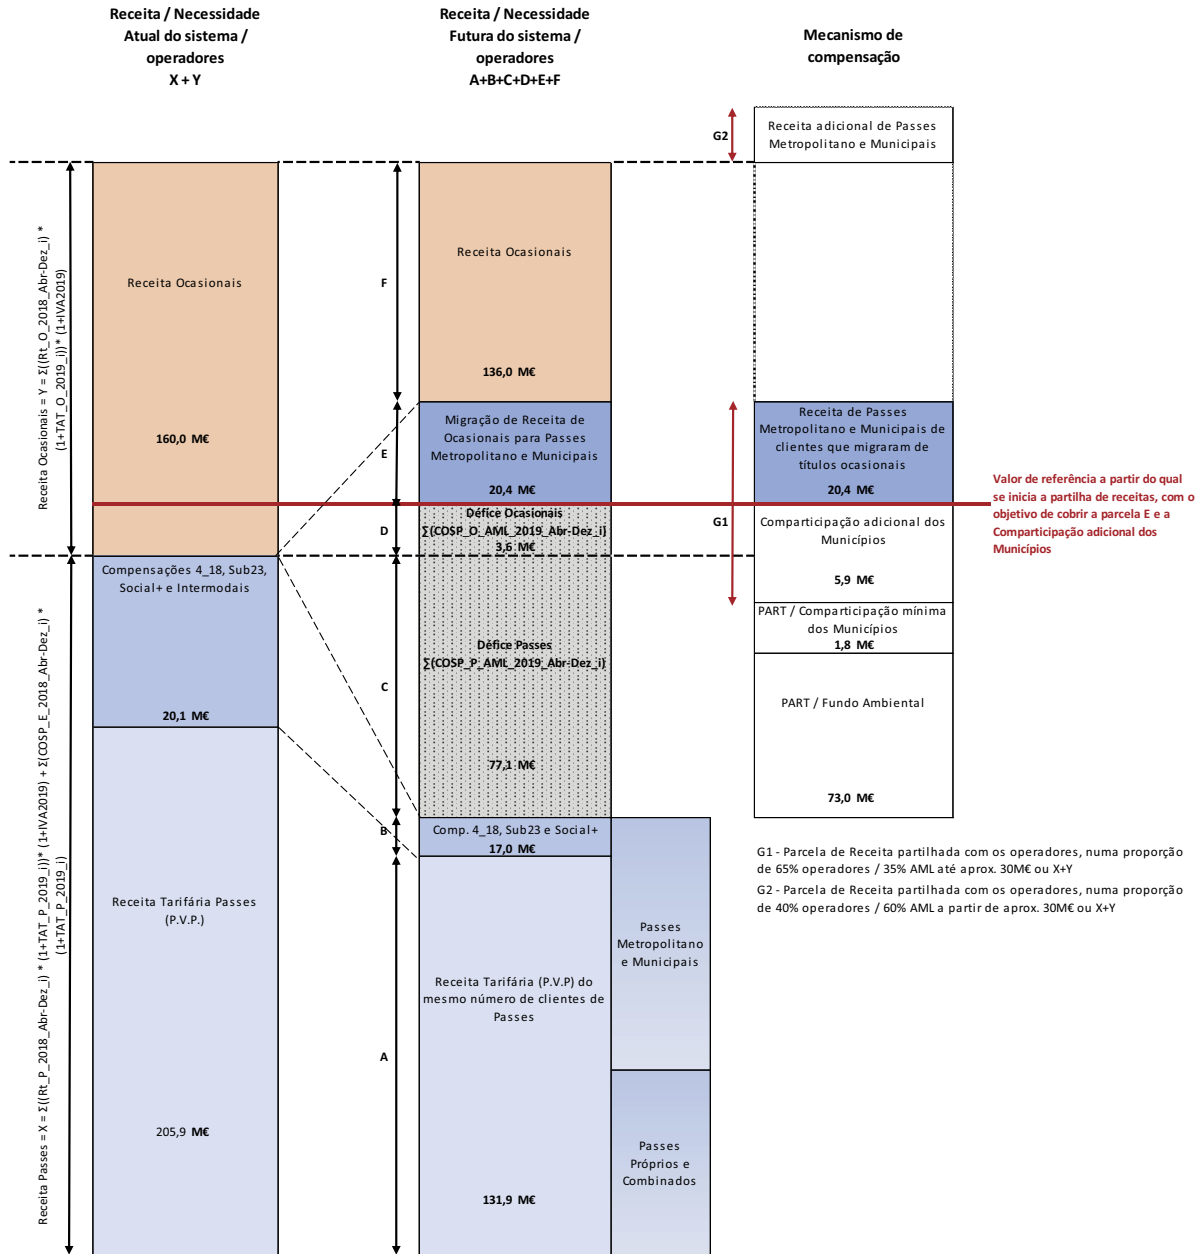 Receita / Necessidade
Atual do sistema /
operadores
X + Y
Receita / Necessidade
Futura do sistema /
operadores
A+B+C+D+E+F
Mecanismo de
compensação
Receita Ocasionais = Y = Σ((Rt_O_2018_Abr-Dez_i) *
(1+TAT_O_2019_i))* (1+IVA2019)
Receita Passes = X = Σ((Rt_P_2018_Abr-Dez_i) * (1+TAT_P_2019_i))* (1+IVA2019) + Σ(COSP_E_2018_Abr-Dez_i) *
(1+TAT_P_2019_i)
Receita Ocasionais
160,0 M€
Compensações 4_18, Sub23,
Social+ e Intermodais
20,1 M€
Receita Tarifária Passes
(P.V.P.)
205,9 M€
F
E
D
C
B
A
Receita Ocasionais
136,0 M€
Migração de Receita de
Ocasionais para Passes
Metropolitano e Municipais
20,4 M€
Défice Ocasionais
∑(COSP_O_AML_2019_Abr-Dez_i)
3,6 M€
Défice Passes
∑(COSP_P_AML_2019_Abr-Dez_i)
77,1 M€
Comp. 4_18, Sub23 e Social+
17,0 M€
Receita Tarifária (P.V.P) do
mesmo número de clientes de
Passes
131,9 M€
Passes
Metropolitano
e Municipais
Passes
Próprios e
Combinados
G2
G1
Receita adicional de Passes
Metropolitano e Municipais
Receita de Passes
Metropolitano e Municipais de
clientes que migraram de
títulos ocasionais
20,4 M€
Comparticipação adicional dos
Municípios
5,9 M€
PART / Comparticipação mínima
dos Municípios
1,8 M€
PART / Fundo Ambiental
73,0 M€
Valor de referência a partir do qual
se inicia a partilha de receitas, com o
objetivo de cobrir a parcela E e a
Comparticipação adicional dos
Municípios
G1 - Parcela de Receita partilhada com os operadores, numa proporção
de 65% operadores / 35% AML até aprox. 30M€ ou X+Y
G2 - Parcela de Receita partilhada com os operadores, numa proporção
de 40% operadores / 60% AML a partir de aprox. 30M€ ou X+Y